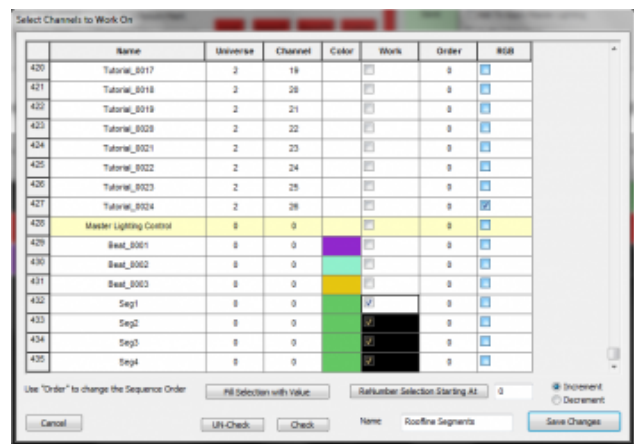 Select Channels to Work On
Name Universe Channel Color Work Order RGB
420 Tutorial_0017 2 19 0
421 Tutorial_0018 2 20 0
422 Tutorial_0019 2 21 0
423 Tutorial_0020 2 22 0
424 Tutorial_0021 2 23 0
425 Tutorial_0022 2 24 0
426 Tutorial_0023 2 25 0
427 Tutorial_0024 2 26 0
428 Master Lighting Control 0 0 0
429 Beat_0001 0 0 0
430 Beat_0002 0 0 0
431 Beat_0003 0 0 0
432 Seg1 0 0 0
433 Seg2 0 0 0
434 Seg3 0 0 0
435 Seg4 0 0 0
Use "Order" to change the Sequence Order Fill Selection with Value ReNumber Selection Starting At 0 Increment
Decrement
Cancel UN-Check Check Name Roofline Segments Save Changes